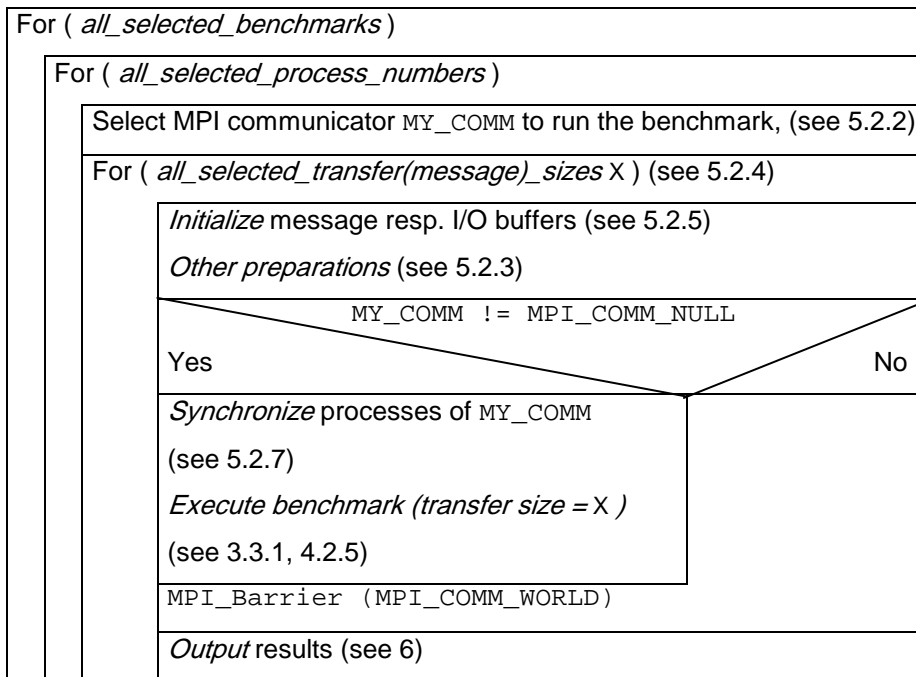 For ( all_selected_benchmarks )
For ( all_selected_process_numbers )
Select MPI communicator MY_COMM to run the benchmark, (see 5.2.2)
For ( all_selected_transfer(message)_sizes X ) (see 5.2.4)
Initialize message resp. I/O buffers (see 5.2.5)
Other preparations (see 5.2.3)
MY_COMM != MPI_COMM_NULL
Yes No
Synchronize processes of MY_COMM
(see 5.2.7)
Execute benchmark (transfer size = X )
(see 3.3.1, 4.2.5)
MPI_Barrier (MPI_COMM_WORLD)
Output results (see 6)